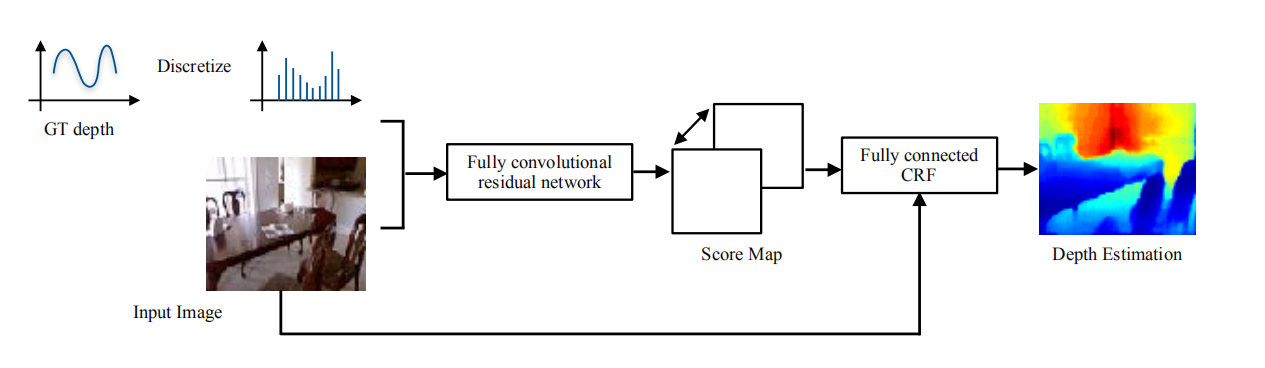 Discretize
GT depth
Fully convolutional
residual network
Fully connected
CRF
Score Map
Depth Estimation
Input Image